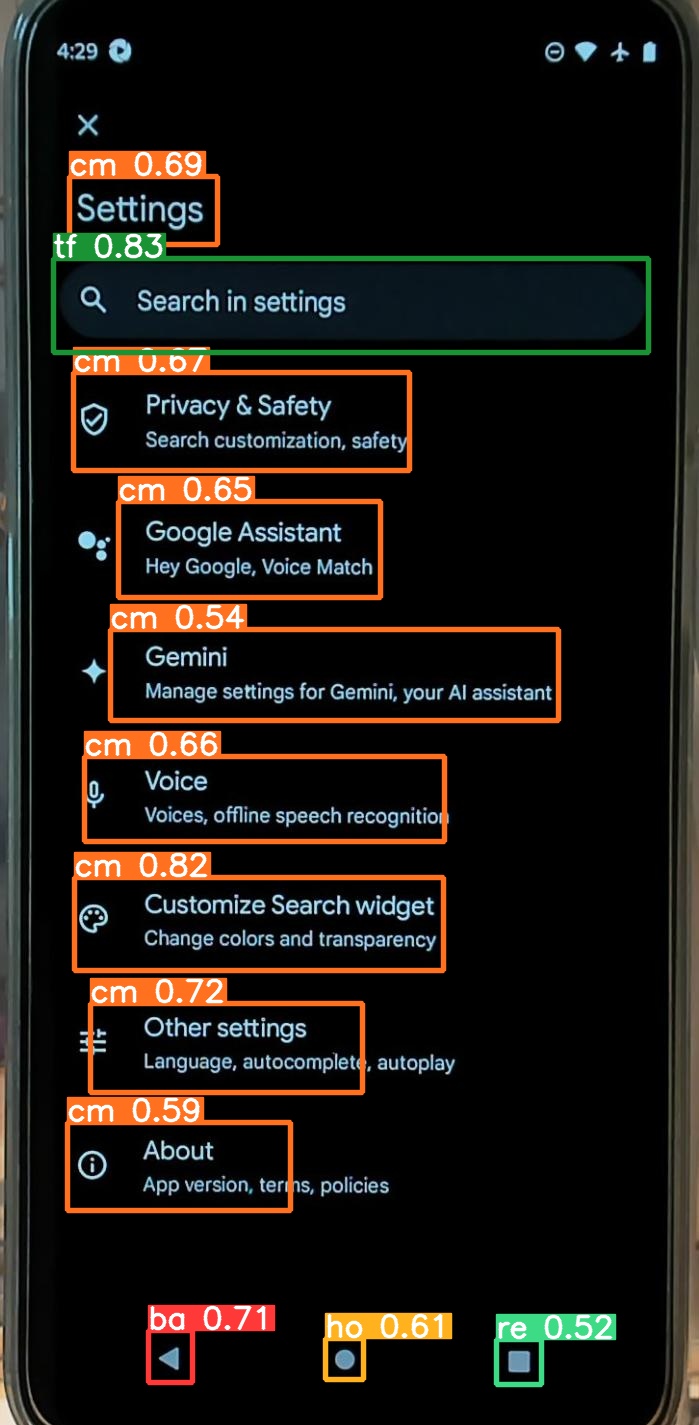 4:29
cm 0.69
Settings
tf 0.83
Search in settings
cm 0.67
Privacy & Safety
Search customization, safety
cm 0.65
Google Assistant
Hey Google, Voice Match
cm 0.54
Gemini
Manage settings for Gemini, your AI assistant
cm 0.66
Voice
Voices, offline speech recognition
cm 0.82
Customize Search widget
Change colors and transparency
cm 0.72
Other settings
Language, autocomplete, autoplay
cm 0.59
About
App version, terms, policies
ba 0.71 ho 0.61 re 0.52